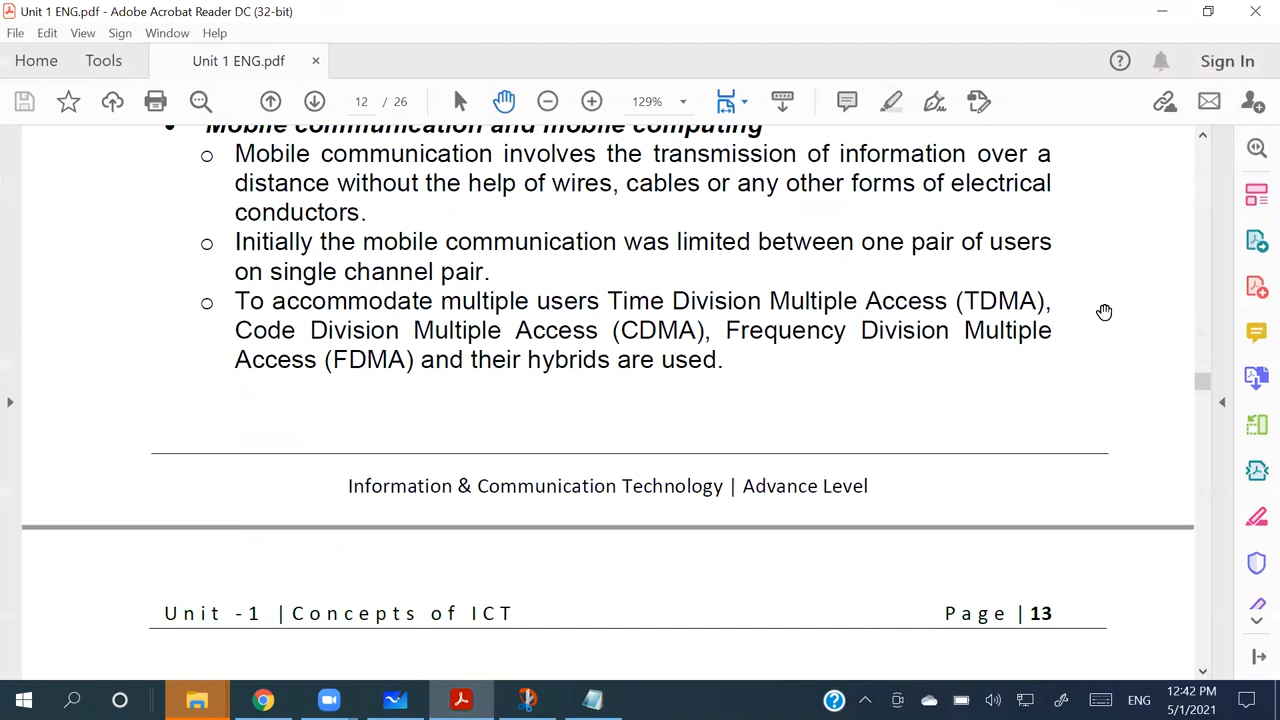 Unit 1 ENG.pdf - Adobe Acrobat Reader DC (32-bit)
File Edit View Sign Window Help
Home Tools Unit 1 ENG.pdf × Sign In
12 / 26 129%
• Mobile communication and mobile computing
o Mobile communication involves the transmission of information over a
distance without the help of wires, cables or any other forms of electrical
conductors.
o Initially the mobile communication was limited between one pair of users
on single channel pair.
o To accommodate multiple users Time Division Multiple Access (TDMA),
Code Division Multiple Access (CDMA), Frequency Division Multiple
Access (FDMA) and their hybrids are used.
Information & Communication Technology | Advance Level
Unit -1 |Concepts of ICT Page |13
ENG 12:42 PM
5/1/2021